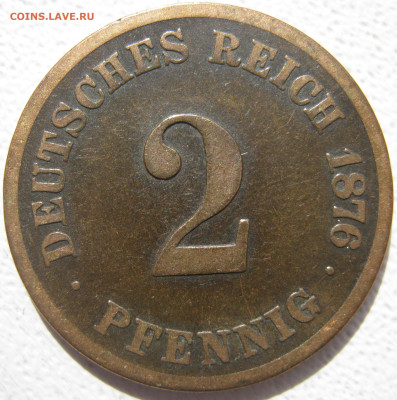 COINS.LAVE.RU
DEUTSCHES REICH 1876
2
· PFENNIG ·